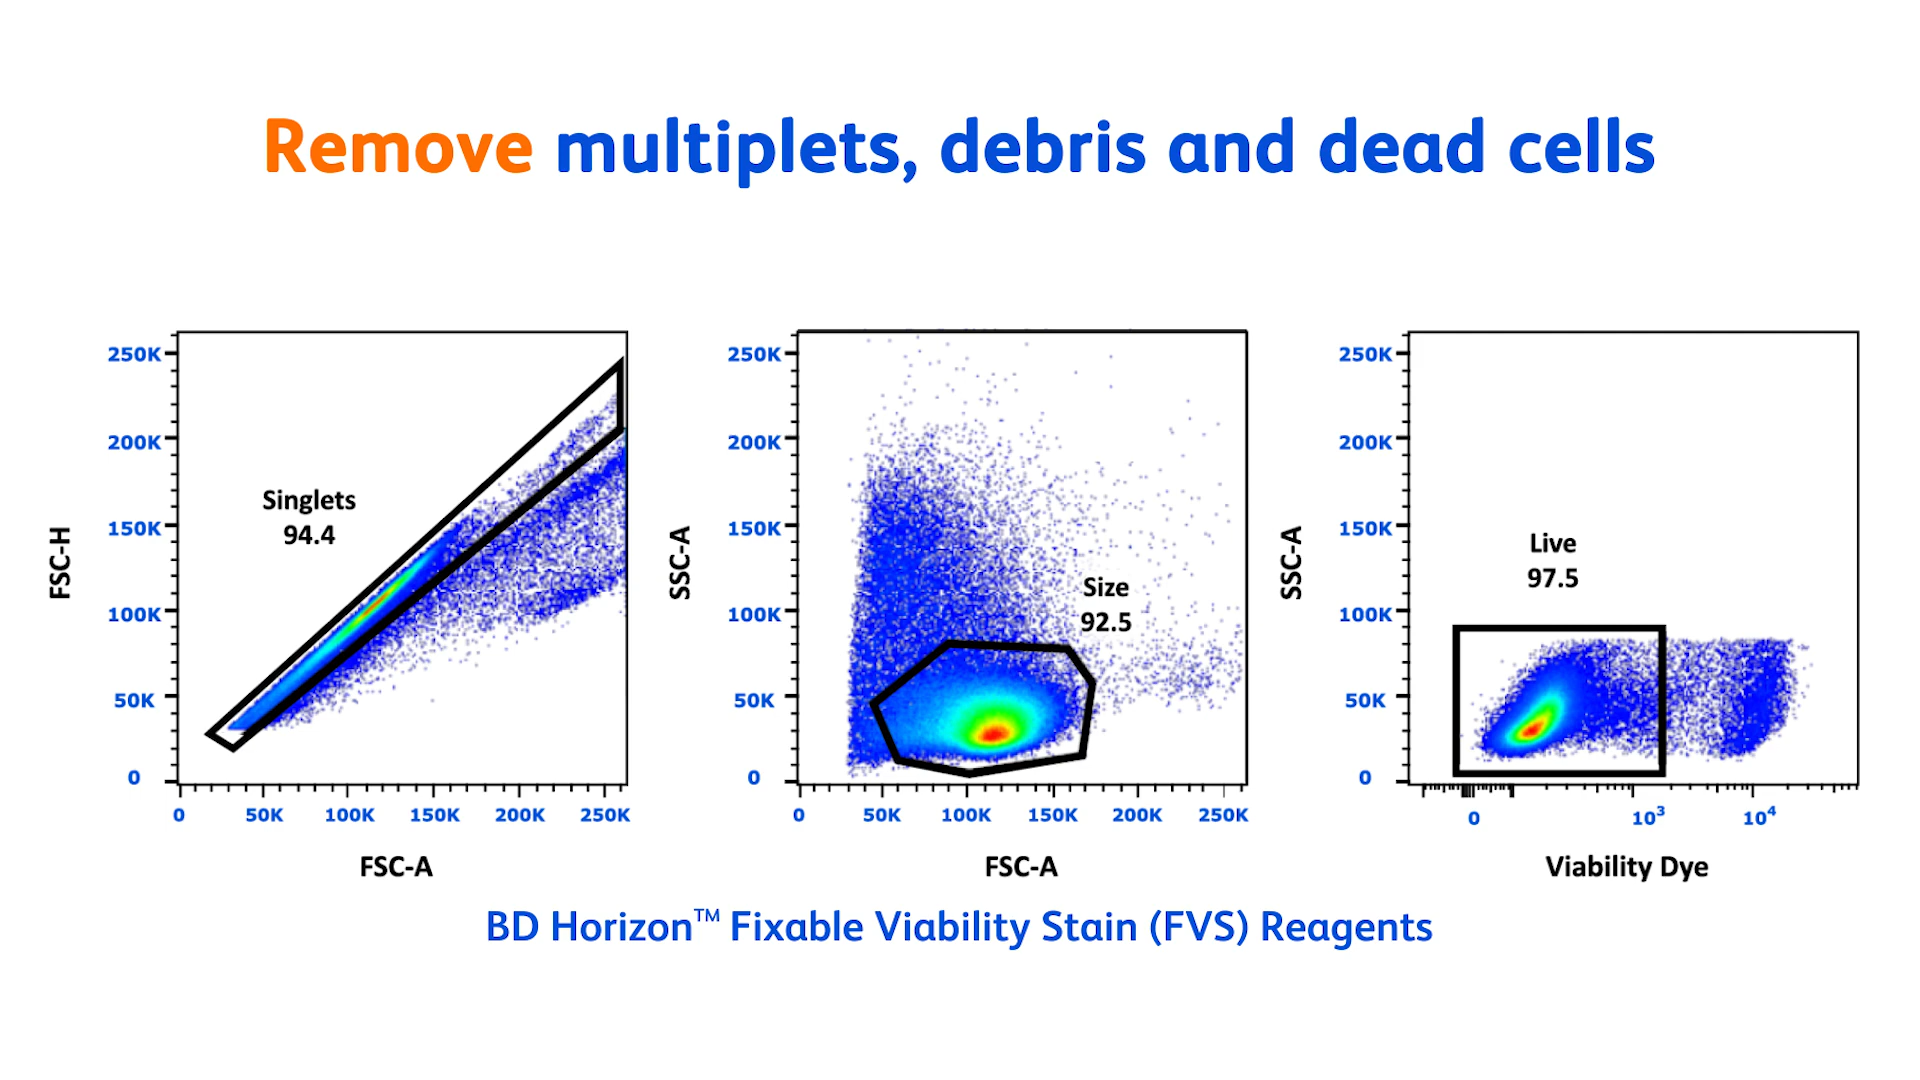 Remove multiplets, debris and dead cells
FSC-H
250K
200K
150K
100K
50K
0
Singlets
94.4
0 50K 100K 150K 200K 250K
FSC-A
SSC-A
250K
200K
150K
100K
50K
0
Size
92.5
0 50K 100K 150K 200K 250K
FSC-A
SSC-A
250K
200K
150K
100K
50K
0
Live
97.5
0 10³ 10⁴
Viability Dye
BD Horizon™ Fixable Viability Stain (FVS) Reagents